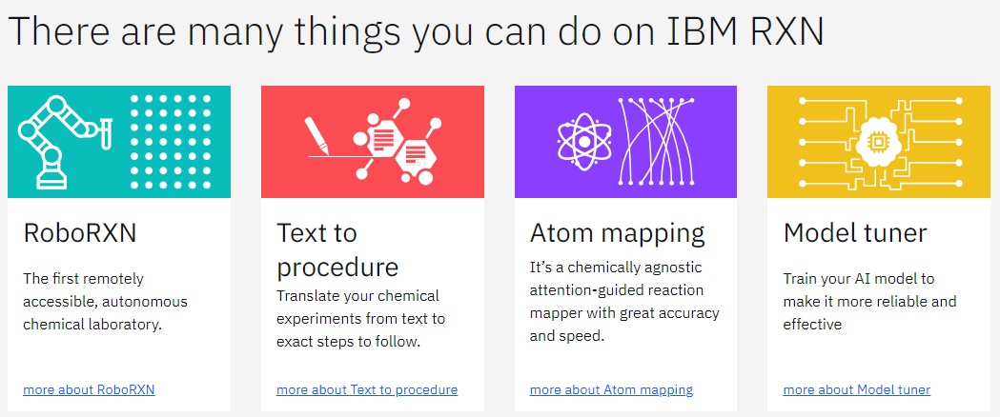 There are many things you can do on IBM RXN
RoboRXN
The first remotely
accessible, autonomous
chemical laboratory.
more about RoboRXN
Text to
procedure
Translate your chemical
experiments from text to
exact steps to follow.
more about Text to procedure
Atom mapping
It’s a chemically agnostic
attention-guided reaction
mapper with great accuracy
and speed.
more about Atom mapping
Model tuner
Train your AI model to
make it more reliable and
effective
more about Model tuner